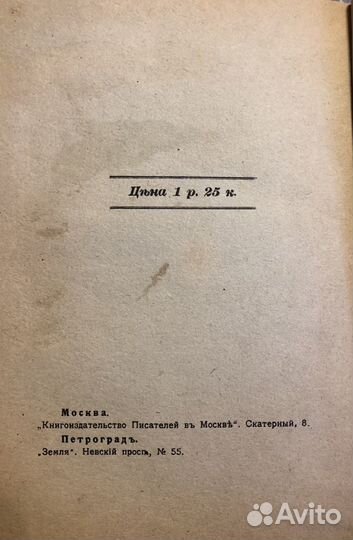 Цѣна 1 р. 25 к.
Москва.
„Книгоиздательство Писателей въ Москвѣ". Скатерный, 8.
Петроградъ.
„Земля". Невскій просп., № 55.
Avito